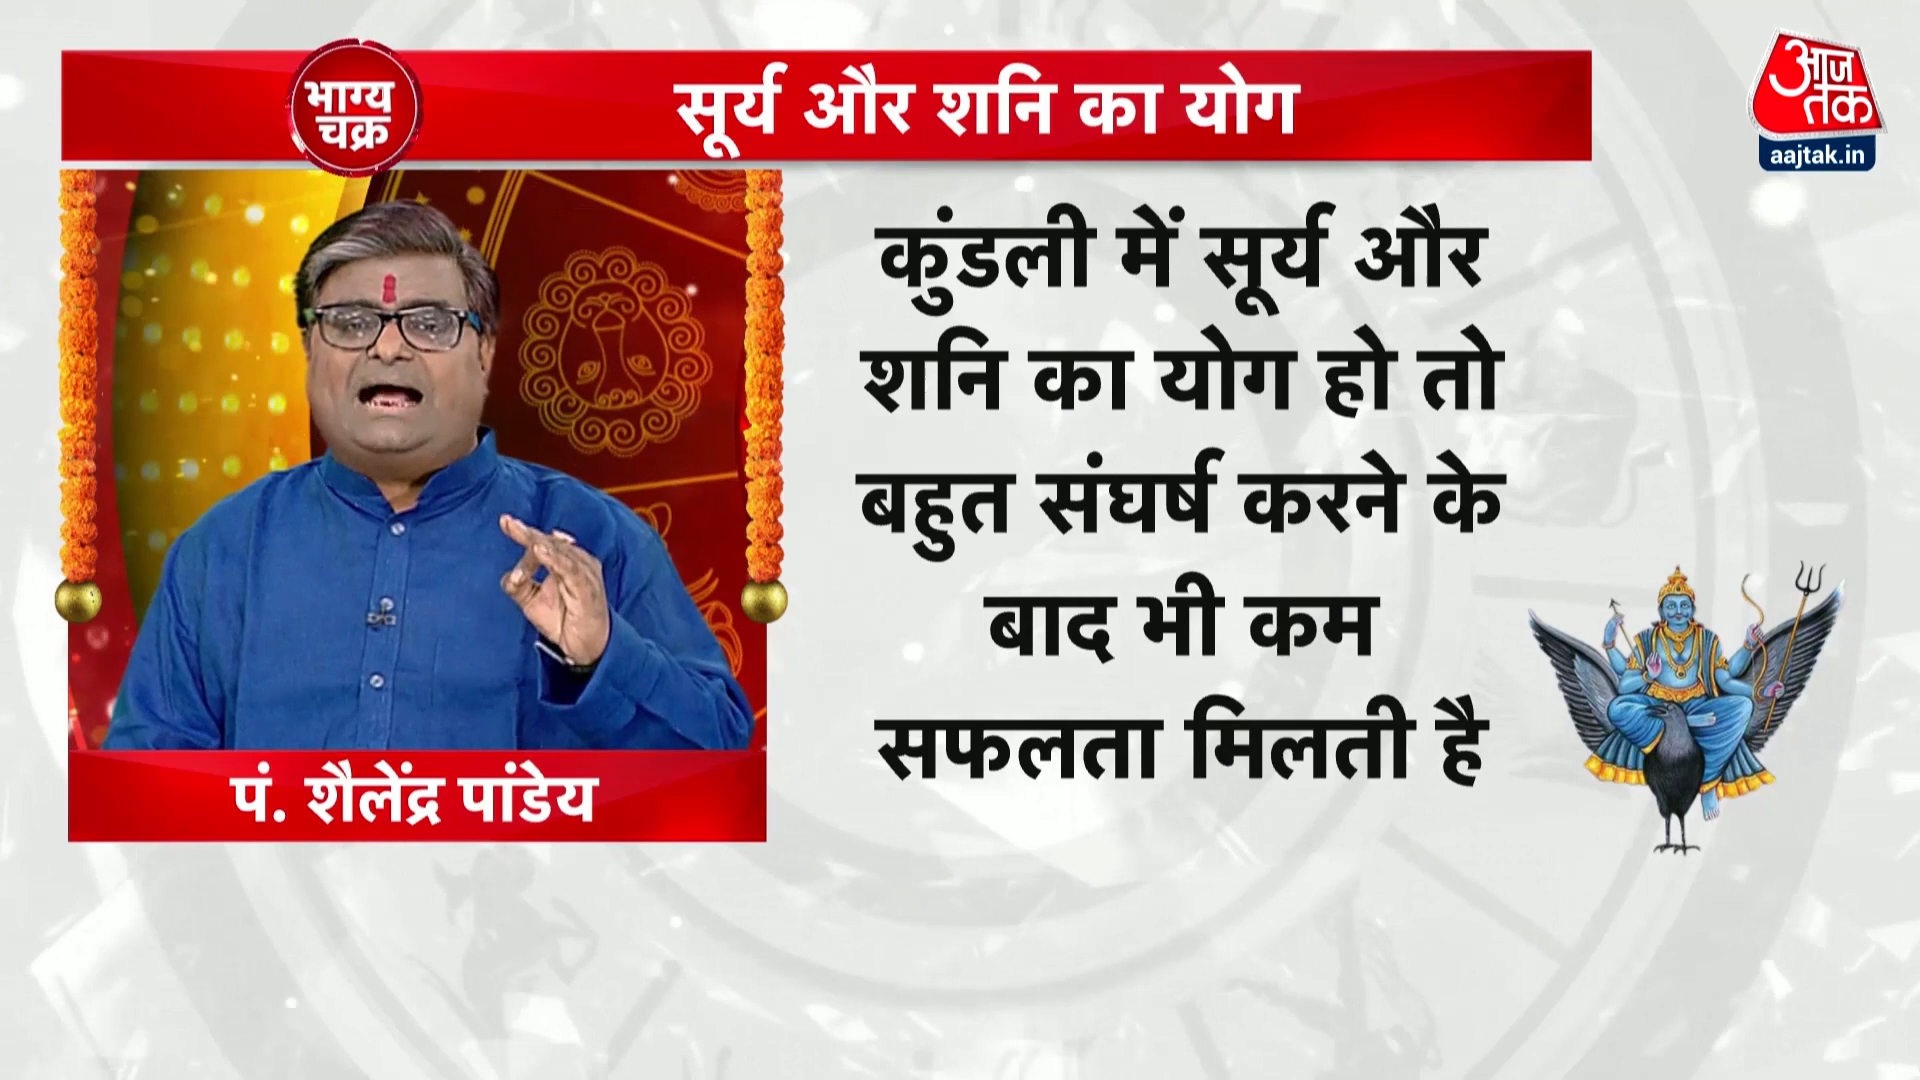 भाग्य
चक्र
सूर्य और शनि का योग
आज
तक
aajtak.in
कुंडली में सूर्य और
शनि का योग हो तो
बहुत संघर्ष करने के
बाद भी कम
सफलता मिलती है
पं. शैलेंद्र पांडेय